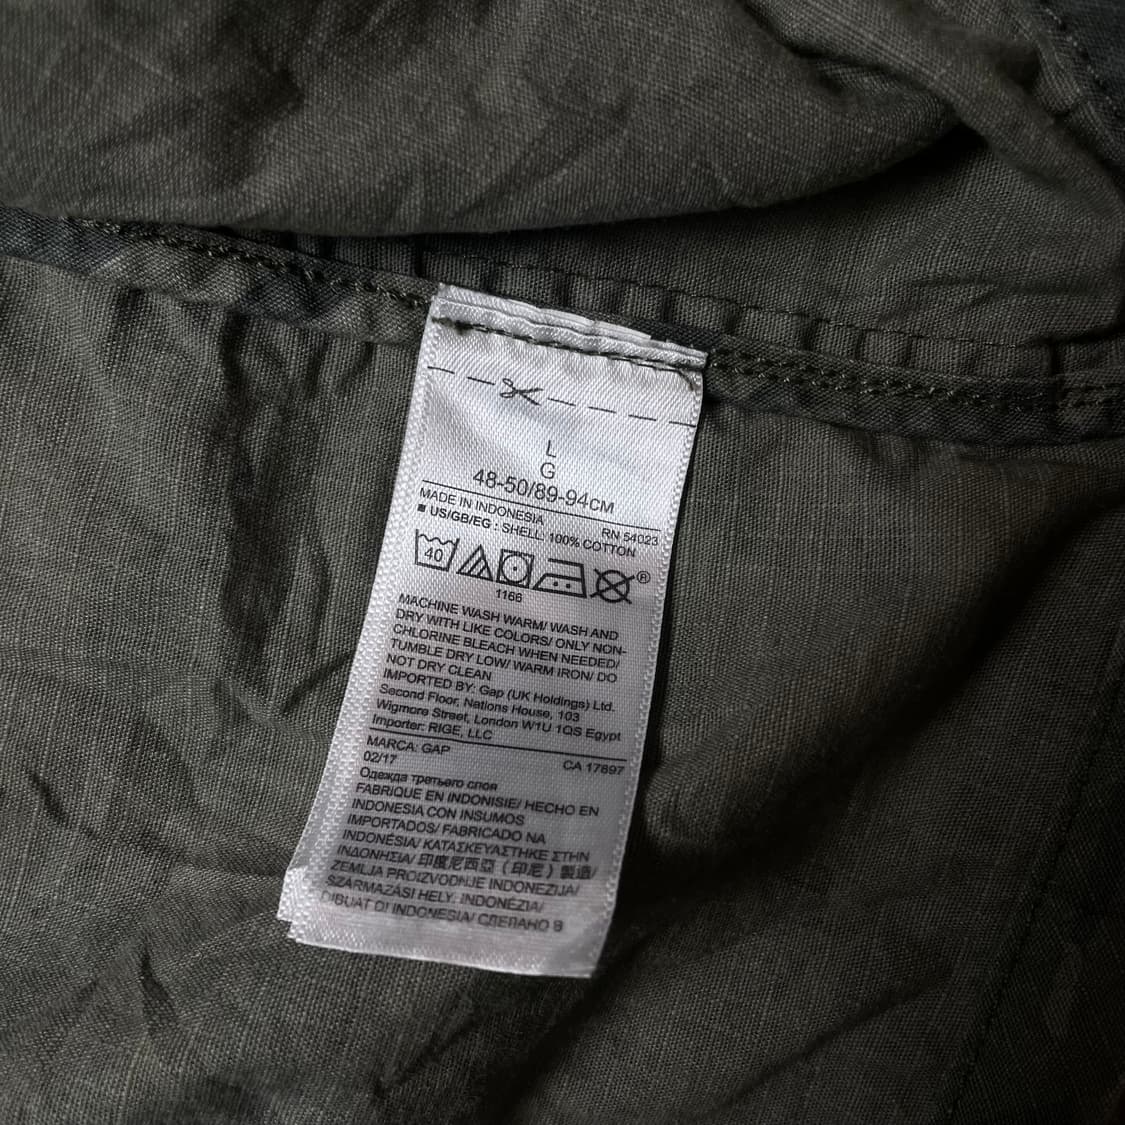 L
G
48-50/89-94CM
MADE IN INDONESIA RN 54023
■ US/GB/EG : SHELL: 100% COTTON
40 ®
1166
MACHINE WASH WARM/ WASH AND
DRY WITH LIKE COLORS/ ONLY NON-
CHLORINE BLEACH WHEN NEEDED/
TUMBLE DRY LOW/ WARM IRON/ DO
NOT DRY CLEAN
IMPORTED BY: Gap (UK Holdings) Ltd.
Second Floor, Nations House, 103
Wigmore Street, London W1U 1QS Egypt
Importer: RIGE, LLC
MARCA: GAP CA 17897
02/17
Одежда третьего слоя
FABRIQUE EN INDONISIE/ HECHO EN
INDONESIA CON INSUMOS
IMPORTADOS/ FABRICADO NA
INDONÉSIA/ ΚΑΤΑΣΚΕΥΑΣΤΗΚΕ ΣΤΗΝ
ΙΝΔΟΝΗΣΙΑ/ 印度尼西亞（印尼）製造/
ZEMLJA PROIZVODNJE INDONEZIJA/
SZÁRMAZÁSI HELY: INDONÉZIA/
DIBUAT DI INDONESIA/ СДЕЛАНО В